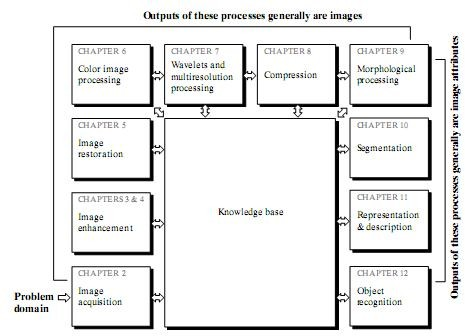 Outputs of these processes generally are images
CHAPTER 6
Color image
processing
CHAPTER 7
Wavelets and
multiresolution
processing
CHAPTER 8
Compression
CHAPTER 9
Morphological
processing
CHAPTER 5
Image
restoration
CHAPTERS 3 & 4
Image
enhancement
Problem
domain
CHAPTER 2
Image
acquisition
Knowledge base
CHAPTER 10
Segmentation
CHAPTER 11
Representation
& description
CHAPTER 12
Object
recognition
Outputs of these processes generally are image attributes